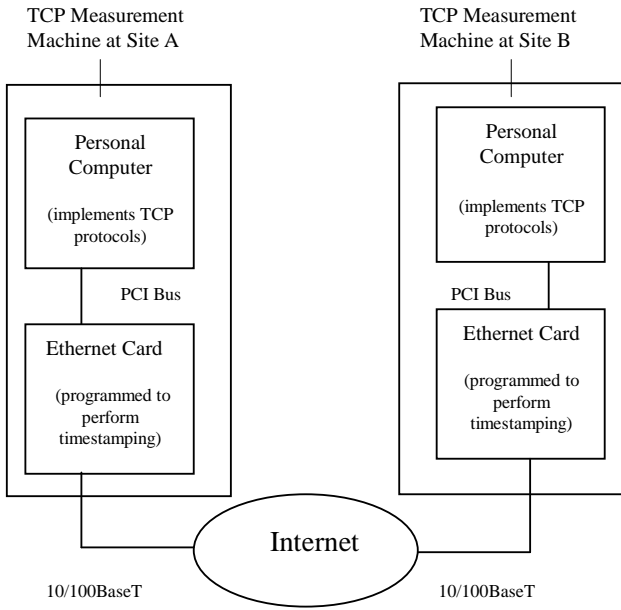 TCP Measurement
Machine at Site A
Personal
Computer
(implements TCP
protocols)
PCI Bus
Ethernet Card
(programmed to
perform
timestamping)
10/100BaseT
TCP Measurement
Machine at Site B
Personal
Computer
(implements TCP
protocols)
PCI Bus
Ethernet Card
(programmed to
perform
timestamping)
10/100BaseT
Internet